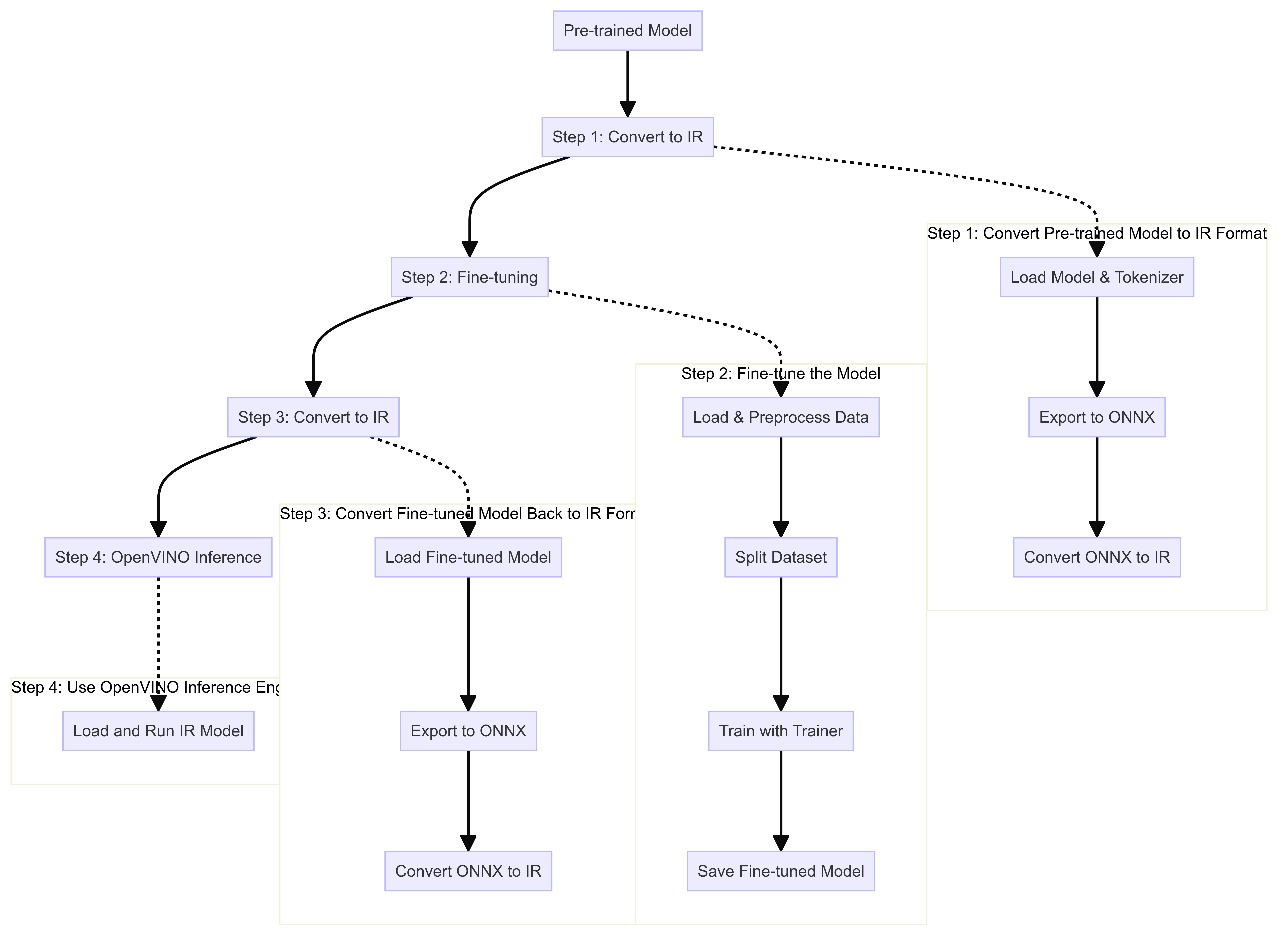 Pre-trained Model
Step 1: Convert to IR
Step 1: Convert Pre-trained Model to IR Format
Step 2: Fine-tuning
Load Model & Tokenizer
Step 2: Fine-tune the Model
Step 3: Convert to IR
Load & Preprocess Data
Export to ONNX
Step 3: Convert Fine-tuned Model Back to IR Form
Step 4: OpenVINO Inference
Load Fine-tuned Model
Split Dataset
Convert ONNX to IR
Step 4: Use OpenVINO Inference Eng
Load and Run IR Model
Export to ONNX
Train with Trainer
Convert ONNX to IR
Save Fine-tuned Model